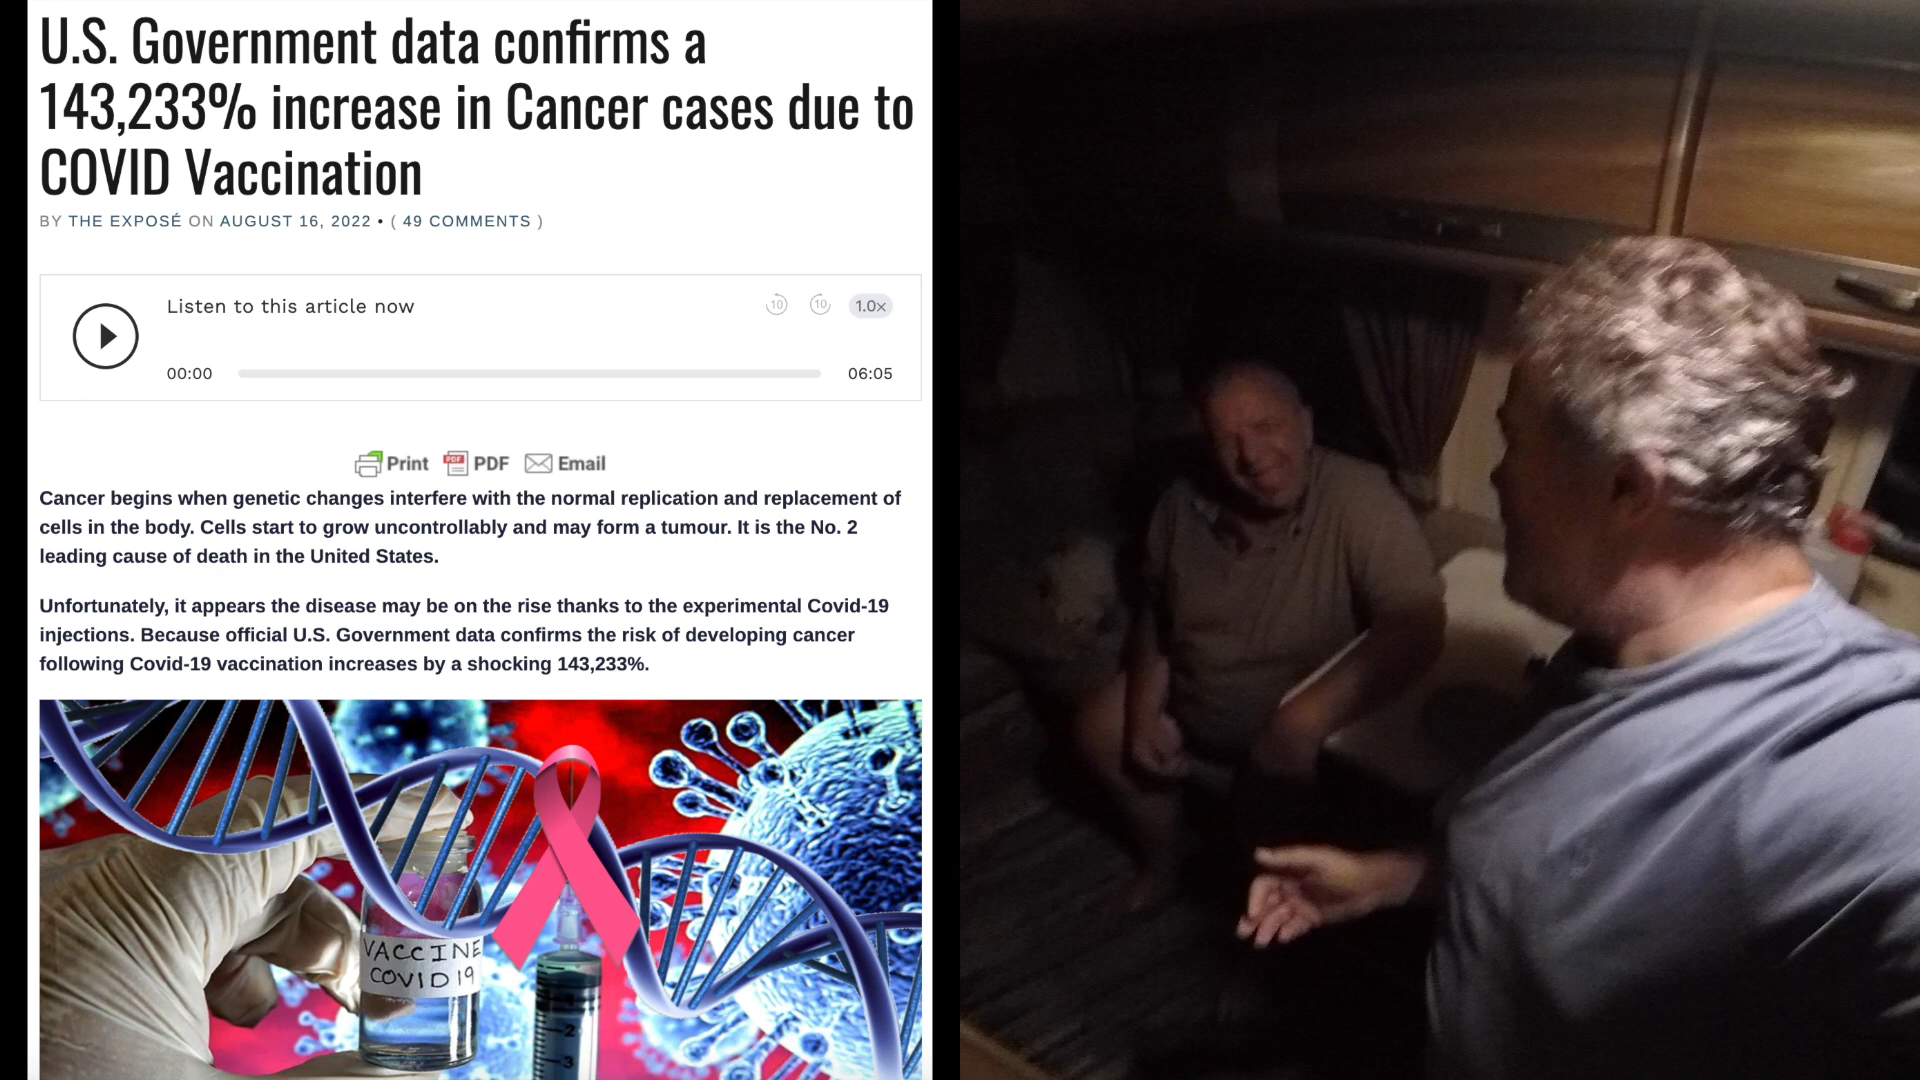 U.S. Government data confirms a
143,233% increase in Cancer cases due to
COVID Vaccination
BY THE EXPOSÉ ON AUGUST 16, 2022 • ( 49 COMMENTS )
Listen to this article now
10
10
1.0x
00:00
06:05
Print
PDF PDF
Email
Cancer begins when genetic changes interfere with the normal replication and replacement of
cells in the body. Cells start to grow uncontrollably and may form a tumour. It is the No. 2
leading cause of death in the United States.
Unfortunately, it appears the disease may be on the rise thanks to the experimental Covid-19
injections. Because official U.S. Government data confirms the risk of developing cancer
following Covid-19 vaccination increases by a shocking 143,233%.
VACCINE
COVID19
2
3